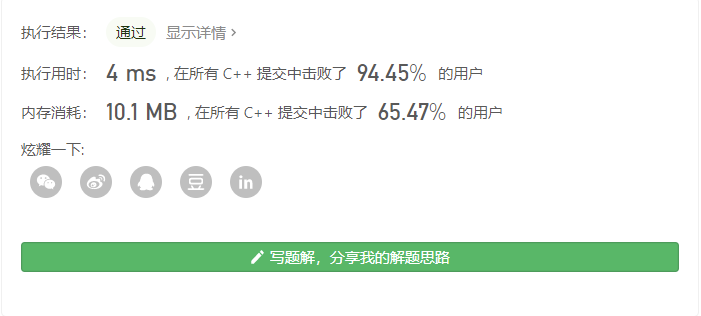 执行结果： 通过 显示详情 ›
执行用时： 4 ms , 在所有 C++ 提交中击败了 94.45% 的用户
内存消耗： 10.1 MB , 在所有 C++ 提交中击败了 65.47% 的用户
炫耀一下:
豆 in
写题解，分享我的解题思路